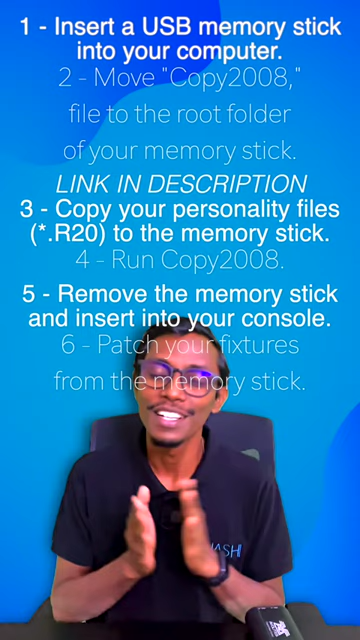 1 - Insert a USB memory stick
into your computer.
2 - Move "Copy2008,"
file to the root folder
of your memory stick.
LINK IN DESCRIPTION
3 - Copy your personality files
(*.R20) to the memory stick.
4 - Run Copy2008.
5 - Remove the memory stick
and insert into your console.
6 - Patch your fixtures
from the memory stick.